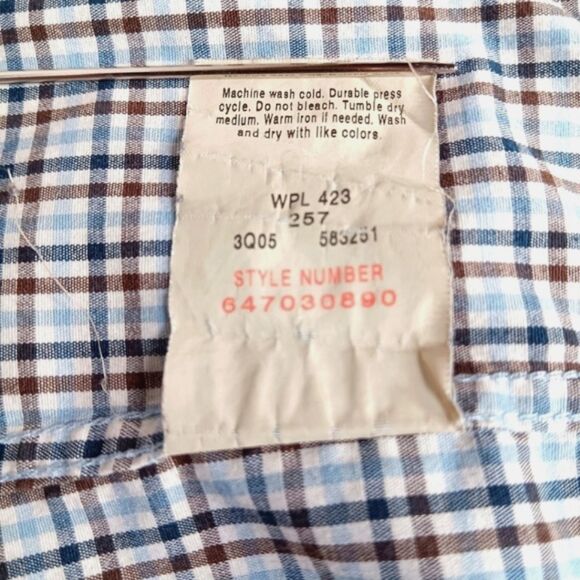 Machine wash cold. Durable press
cycle. Do not bleach. Tumble dry
medium. Warm iron if needed. Wash
and dry with like colors.
WPL 423
257
3Q05 583251
STYLE NUMBER
647030890